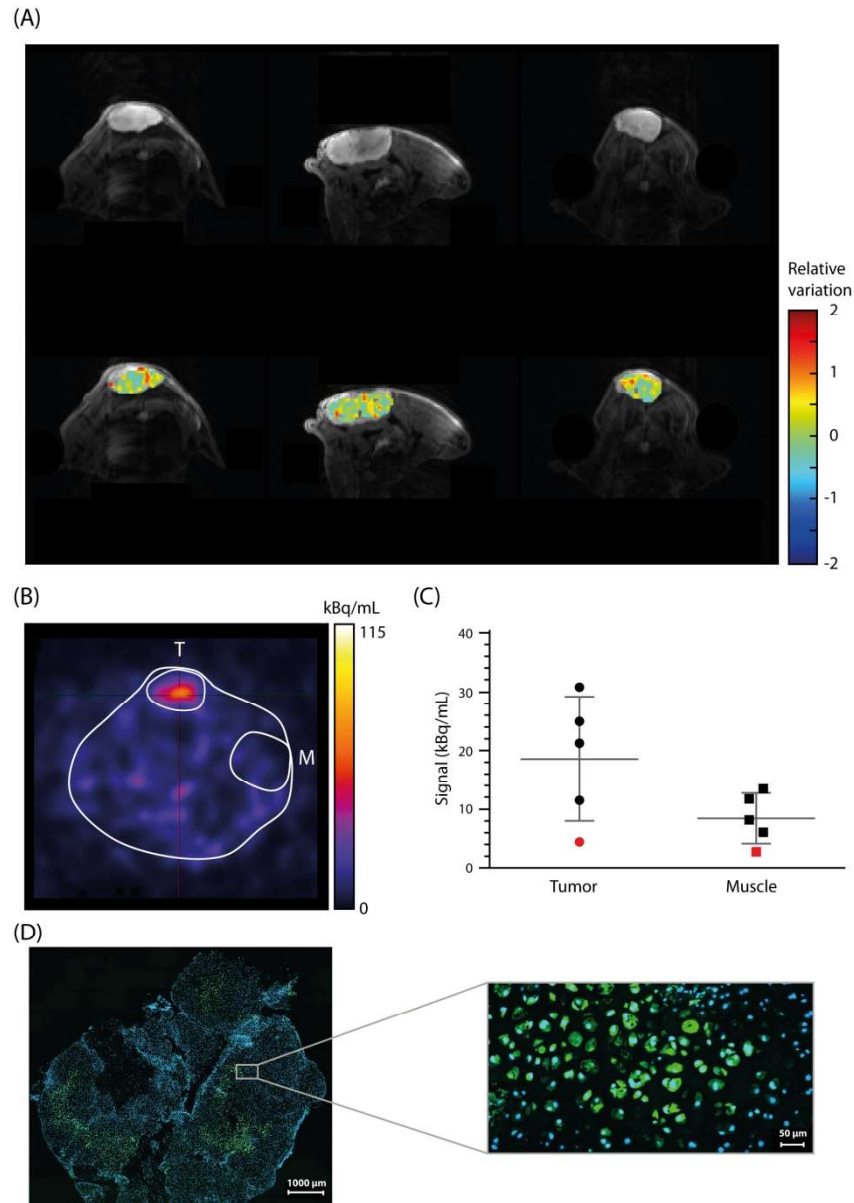 (A)
Relative
variation
2
1
0
-1
-2
(B)
kBq/mL
115
0
T
M
(C)
Signal (kBq/mL)
40
30
20
10
0
Tumor
Muscle
(D)
1000 µm
50 µm